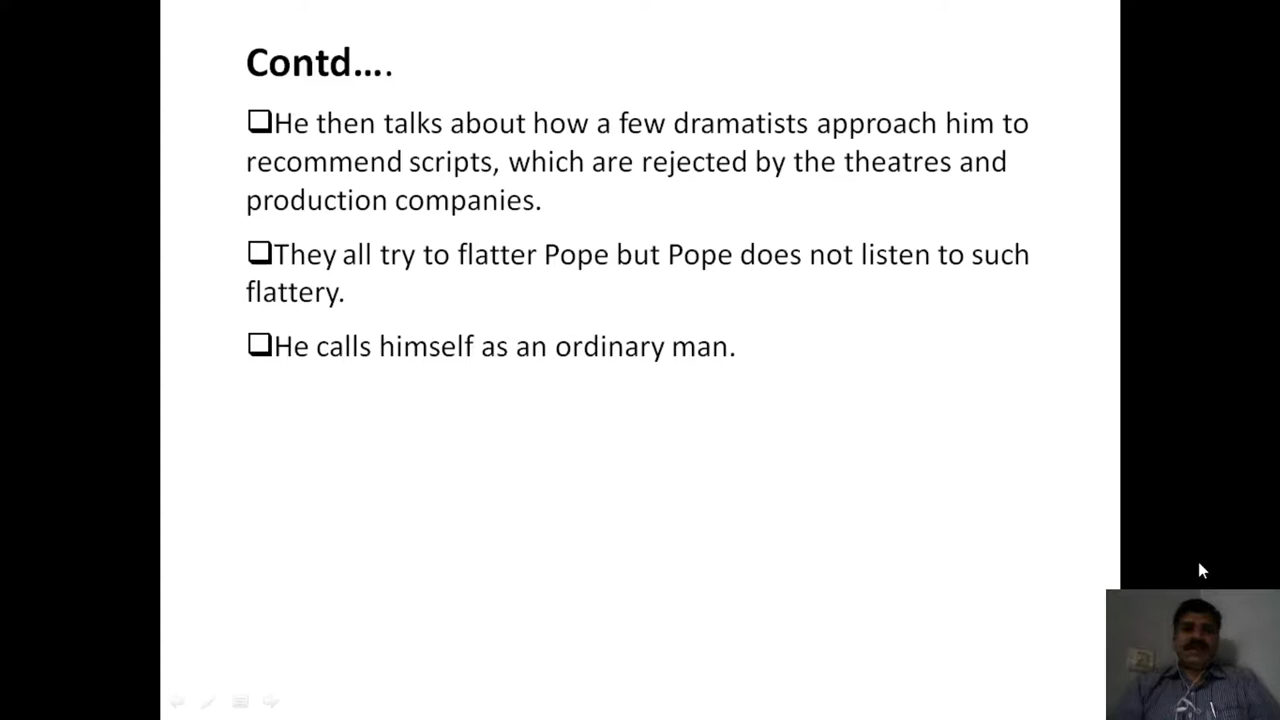 Contd….
❑He then talks about how a few dramatists approach him to
recommend scripts, which are rejected by the theatres and
production companies.
❑They all try to flatter Pope but Pope does not listen to such
flattery.
❑He calls himself as an ordinary man.